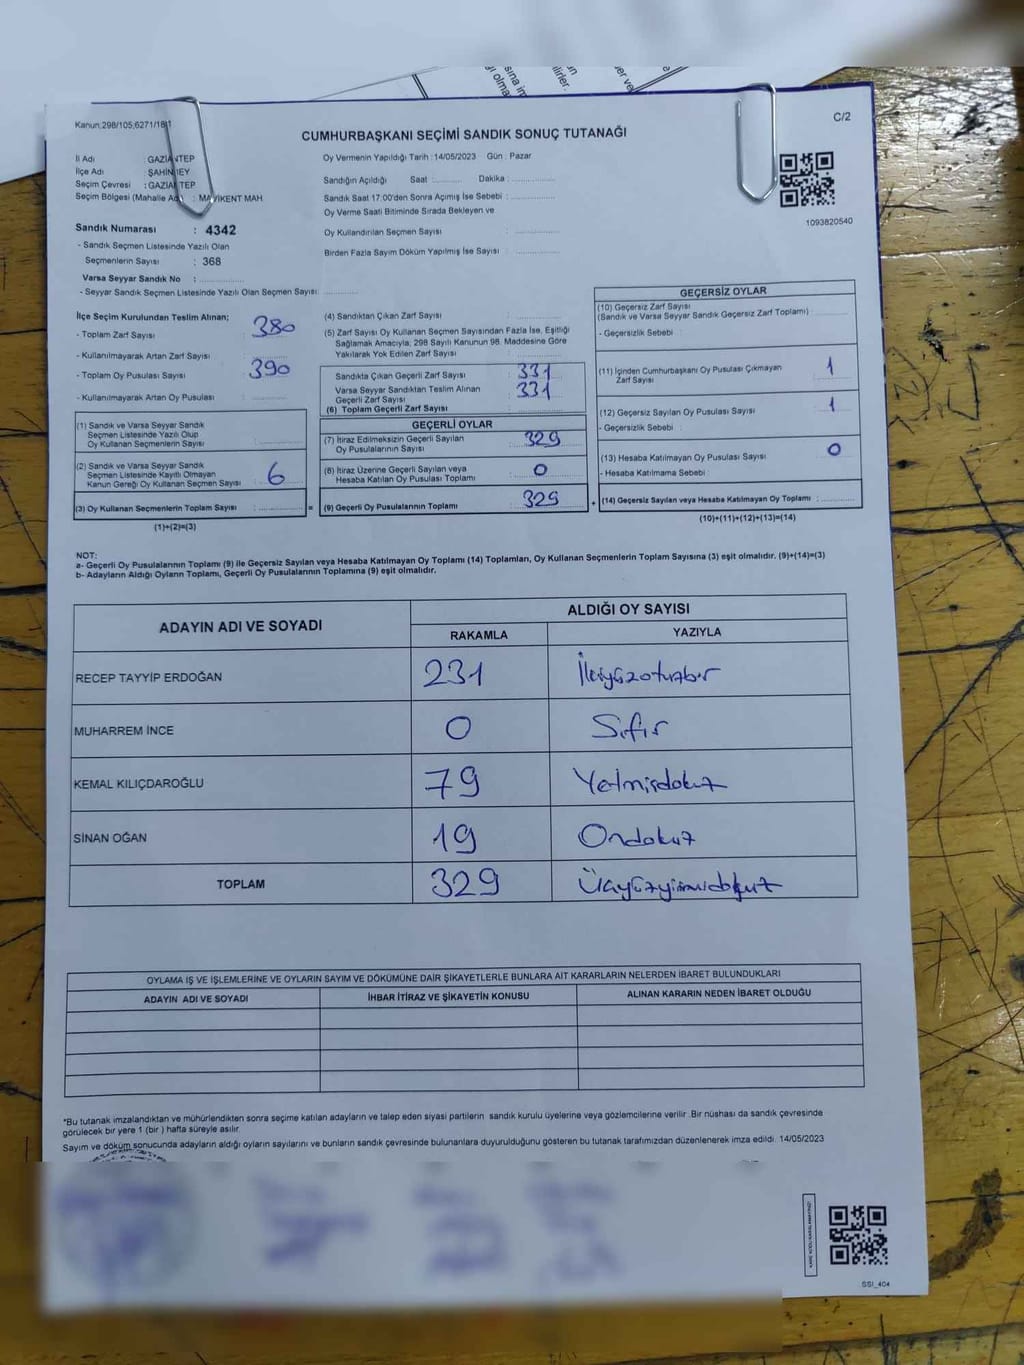 Kanun:298/105,6271/18\1
C/2
CUMHURBAŞKANI SEÇİMİ SANDIK SONUÇ TUTANAĞI
İl Adı : GAZİANTEP
İlçe Adı : ŞAHİNBEY
Seçim Çevresi : GAZİANTEP
Seçim Bölgesi (Mahalle Adı) : MAVİKENT MAH.
Sandık Numarası : 4342
- Sandık Seçmen Listesinde Yazılı Olan
Seçmenlerin Sayısı : 368
Varsa Seyyar Sandık No :
- Seyyar Sandık Seçmen Listesinde Yazılı Olan Seçmen Sayısı:
Oy Vermenin Yapıldığı Tarih : 14/05/2023 Gün : Pazar
Sandığın Açıldığı Saat : Dakika :
Sandık Saat 17:00'den Sonra Açımış İse Sebebi :
Oy Verme Saati Bitiminde Sırada Bekleyen ve
Oy Kullandırılan Seçmen Sayısı :
Birden Fazla Sayım Döküm Yapılmış İse Sayısı :
1093820540
İlçe Seçim Kurulundan Teslim Alınan;
- Toplam Zarf Sayısı : 380
- Kullanılmayarak Artan Zarf Sayısı :
- Toplam Oy Pusulası Sayısı : 390
- Kullanılmayarak Artan Oy Pusulası :
(1) Sandık ve Varsa Seyyar Sandık
Seçmen Listesinde Yazılı Olup
Oy Kullanan Seçmenlerin Sayısı :
(2) Sandık ve Varsa Seyyar Sandık
Seçmen Listesinde Kayıtlı Olmayan
Kanun Gereği Oy Kullanan Seçmen Sayısı : 6
(3) Oy Kullanan Seçmenlerin Toplam Sayısı : =
(1)+(2)=(3)
(4) Sandıktan Çıkan Zarf Sayısı :
(5) Zarf Sayısı Oy Kullanan Seçmen Sayısından Fazla İse, Eşitliği
Sağlamak Amacıyla, 298 Sayılı Kanunun 98. Maddesine Göre
Yakılarak Yok Edilen Zarf Sayısı :
Sandıkta Çıkan Geçerli Zarf Sayısı : 331
Varsa Seyyar Sandıktan Teslim Alınan
Geçerli Zarf Sayısı : 331
(6) Toplam Geçerli Zarf Sayısı :
GEÇERLİ OYLAR
(7) İtiraz Edilmeksizin Geçerli Sayılan
Oy Pusulalarının Sayısı : 329
(8) İtiraz Üzerine Geçerli Sayılan veya
Hesaba Katılan Oy Pusulası Toplamı : 0
(9) Geçerli Oy Pusulalarının Toplamı : 329 +
GEÇERSİZ OYLAR
(10) Geçersiz Zarf Sayısı
(Sandık ve Varsa Seyyar Sandık Geçersiz Zarf Toplamı) :
- Geçersizlik Sebebi :
(11) İçinden Cumhurbaşkanı Oy Pusulası Çıkmayan
Zarf Sayısı : 1
(12) Geçersiz Sayılan Oy Pusulası Sayısı : 1
- Geçersizlik Sebebi :
(13) Hesaba Katılmayan Oy Pusulası Sayısı : 0
- Hesaba Katılmama Sebebi :
(14) Geçersiz Sayılan veya Hesaba Katılmayan Oy Toplamı :
(10)+(11)+(12)+(13)=(14)
NOT:
a- Geçerli Oy Pusulalarının Toplamı (9) ile Geçersiz Sayılan veya Hesaba Katılmayan Oy Toplamı (14) Toplamları, Oy Kullanan Seçmenlerin Toplam Sayısına (3) eşit olmalıdır. (9)+(14)=(3)
b- Adayların Aldığı Oyların Toplamı, Geçerli Oy Pusulalarının Toplamına (9) eşit olmalıdır.
ADAYIN ADI VE SOYADI
ALDIĞI OY SAYISI
RAKAMLA YAZIYLA
RECEP TAYYİP ERDOĞAN 231 İkiyüzotuzbir
MUHARREM İNCE 0 Sıfır
KEMAL KILIÇDAROĞLU 79 Yetmişdokuz
SİNAN OĞAN 19 Ondokuz
TOPLAM 329 Üçyüzyirmidokuz
OYLAMA İŞ VE İŞLEMLERİNE VE OYLARIN SAYIM VE DÖKÜMÜNE DAİR ŞİKAYETLERLE BUNLARA AİT KARARLARIN NELERDEN İBARET BULUNDUKLARI
ADAYIN ADI VE SOYADI İHBAR İTİRAZ VE ŞİKAYETİN KONUSU ALINAN KARARIN NEDEN İBARET OLDUĞU
*Bu tutanak imzalandıktan ve mühürlendikten sonra seçime katılan adayların ve talep eden siyasi partilerin sandık kurulu üyelerine veya gözlemcilerine verilir. Bir nüshası da sandık çevresinde
görülecek bir yere 1 (bir ) hafta süreyle asılır.
Sayım ve döküm sonucunda adayların aldığı oyların sayılarını ve bunların sandık çevresinde bulunanlara duyurulduğunu gösteren bu tutanak tarafımızdan düzenlenerek imza edildi. 14/05/2023
SSI_404